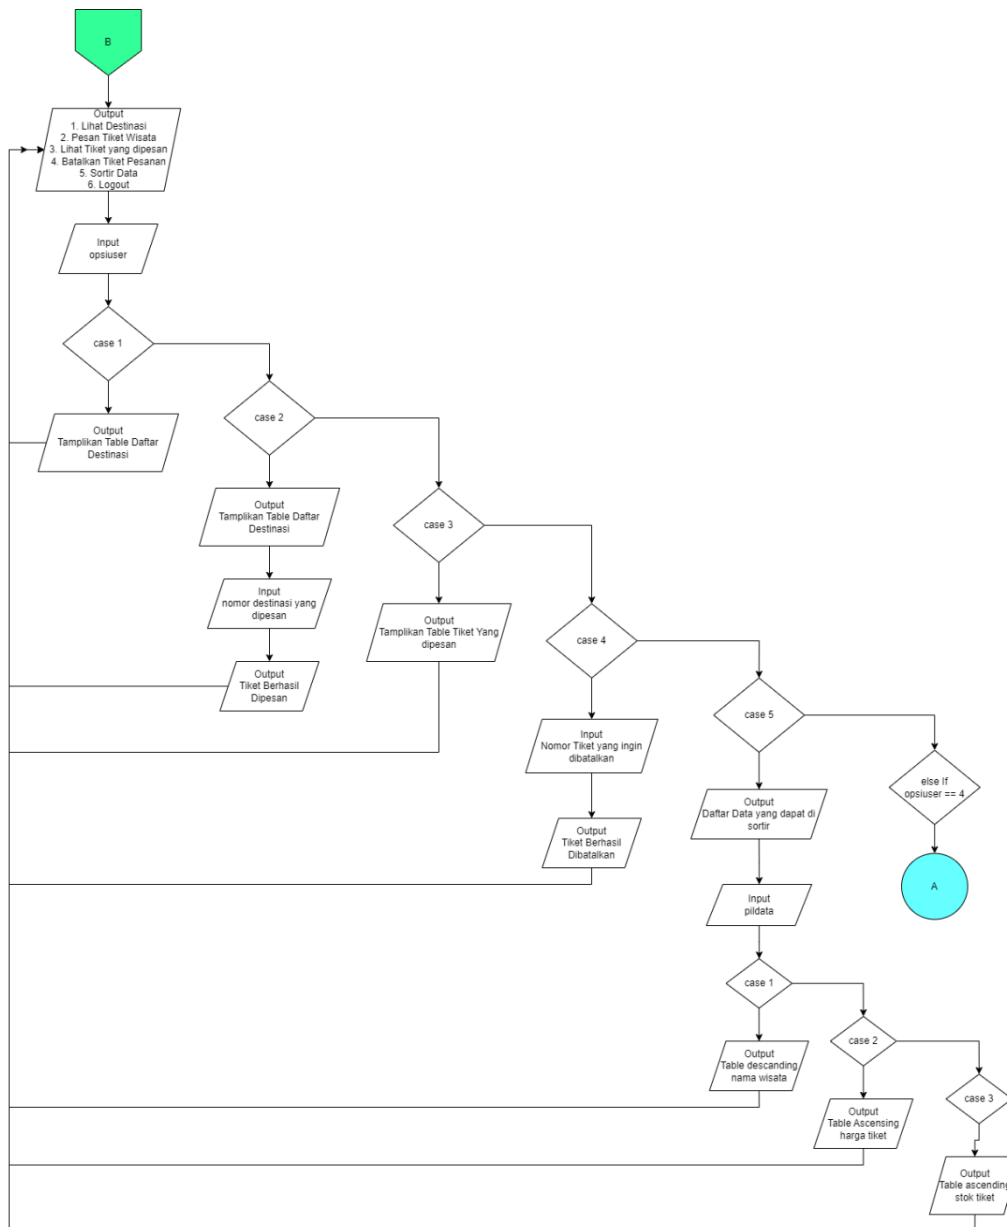 B
Output
1. Lihat Destinasi
2. Pesan Tiket Wisata
3. Lihat Tiket yang dipesan
4. Batalkan Tiket Pesanan
5. Sortir Data
6. Logout
Input
opsiuser
case 1
Output
Tamplikan Table Daftar
Destinasi
case 2
Output
Tamplikan Table Daftar
Destinasi
Input
nomor destinasi yang
dipesan
Output
Tiket Berhasil
Dipesan
case 3
Output
Tamplikan Table Tiket Yang
dipesan
case 4
Input
Nomor Tiket yang ingin
dibatalkan
Output
Tiket Berhasil
Dibatalkan
case 5
Output
Daftar Data yang dapat di
sortir
else If
opsiuser == 4
A
Input
pildata
case 1
Output
Table descanding
nama wisata
case 2
Output
Table Ascensing
harga tiket
case 3
Output
Table ascending
stok tiket